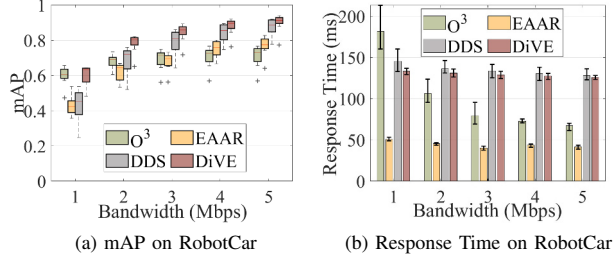 mAP
1
0.8
0.6
0.4
0.2
0
O³ EAAR
DDS DiVE
1 2 3 4 5
Bandwidth (Mbps)
(a) mAP on RobotCar
Response Time (ms)
200
150
100
50
0
O³ EAAR
DDS DiVE
1 2 3 4 5
Bandwidth (Mbps)
(b) Response Time on RobotCar